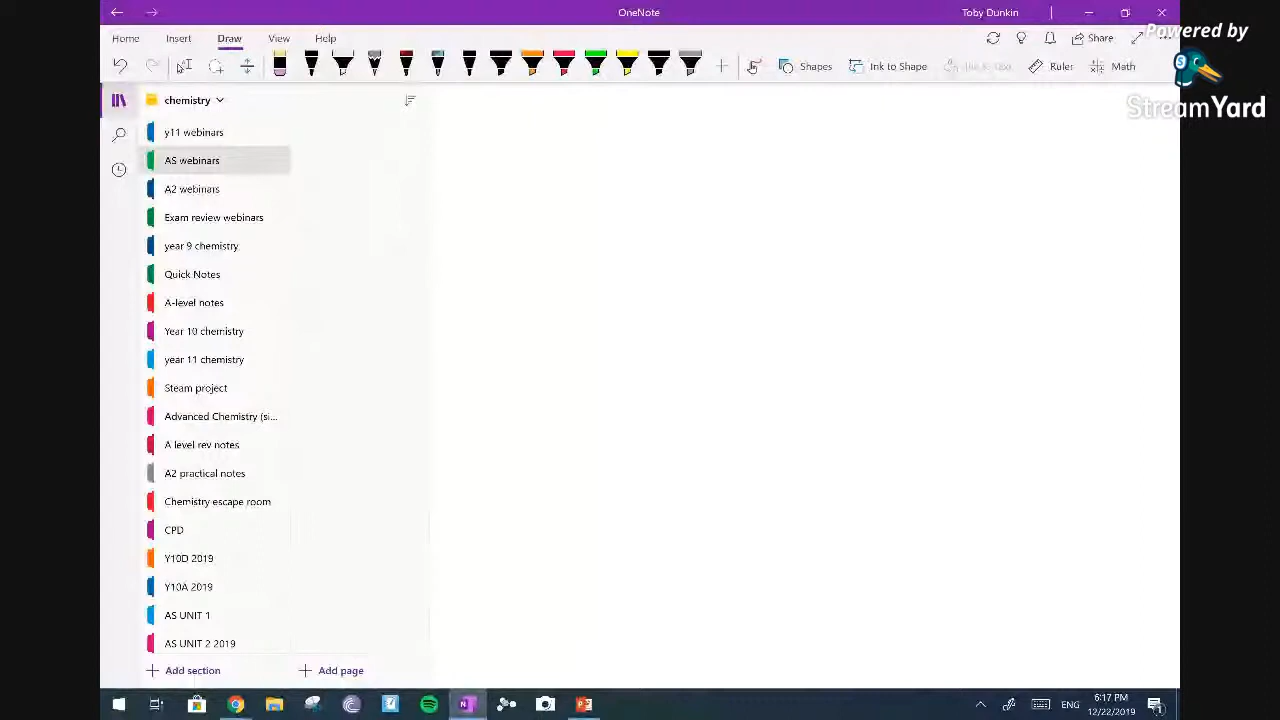 OneNote
Toby Dunkin
Powered by
StreamYard
Home Insert Draw View Help
Share
Shapes Ink to Shape Ink to Text Ruler Math
chemistry
y11 webinars
AS webinars
A2 webinars
Exam review webinars
year 9 chemistry
Quick Notes
A-level notes
Year 10 chemistry
year 11 chemistry
Steam project
Advanced Chemistry (si...
A level rev notes
A2 practical notes
Chemistry escape room
CPD
Y10D 2019
Y10A 2019
AS UNIT 1
AS UNIT 2 2019
+ Add section + Add page
ENG
6:17 PM
12/22/2019